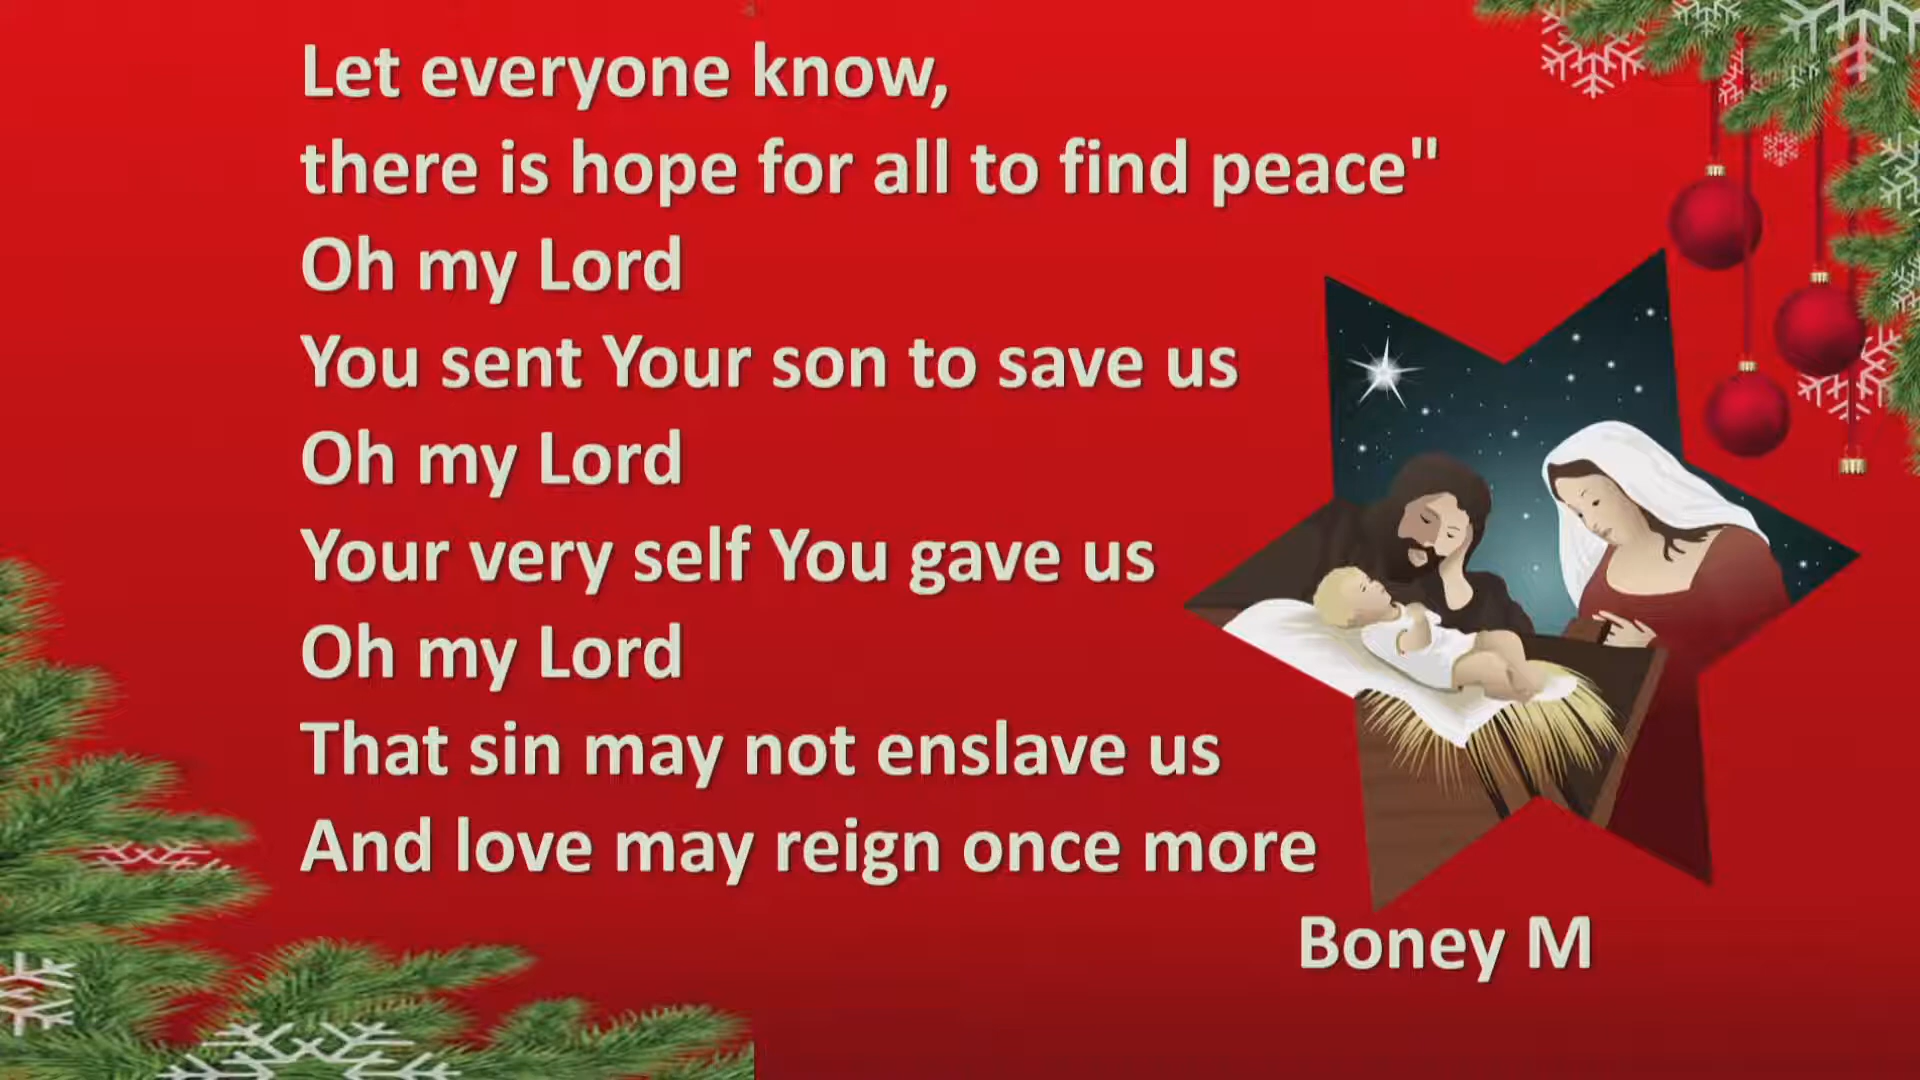 Let everyone know,
there is hope for all to find peace"
Oh my Lord
You sent Your son to save us
Oh my Lord
Your very self You gave us
Oh my Lord
That sin may not enslave us
And love may reign once more
Boney M